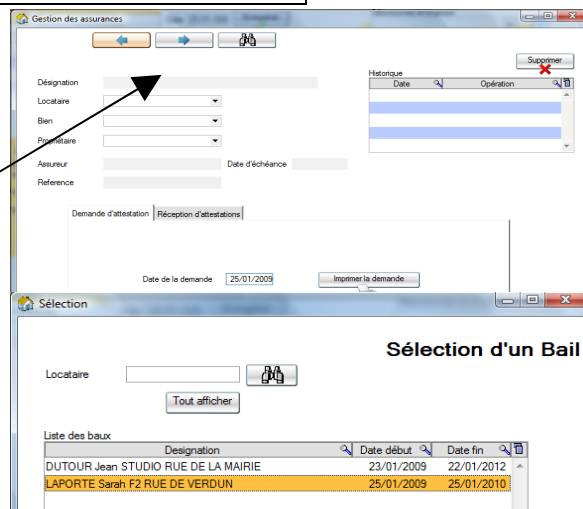 Gestion des assurances
Supprimer
Historique
Date Opération
Désignation
Locataire
Bien
Propriétaire
Assureur Date d'échéance
Reference
Demande d'attestation Réception d'attestations
Date de la demande 25/01/2009 Imprimer la demande
Sélection
Sélection d'un Bail
Locataire
Tout afficher
Liste des baux
Designation Date début Date fin
DUTOUR Jean STUDIO RUE DE LA MAIRIE 23/01/2009 22/01/2012
LAPORTE Sarah F2 RUE DE VERDUN 25/01/2009 25/01/2010